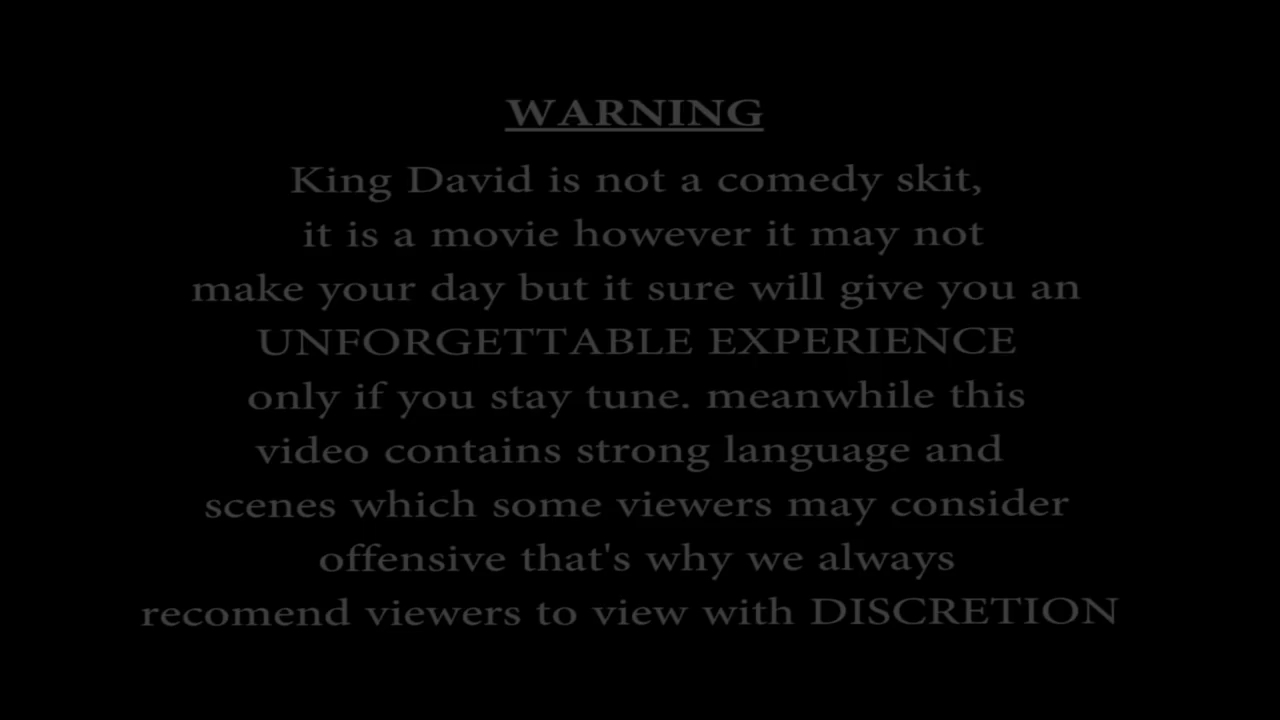 WARNING
King David is not a comedy skit,
it is a movie however it may not
make your day but it sure will give you an
UNFORGETTABLE EXPERIENCE
only if you stay tune. meanwhile this
video contains strong language and
scenes which some viewers may consider
offensive that's why we always
recomend viewers to view with DISCRETION